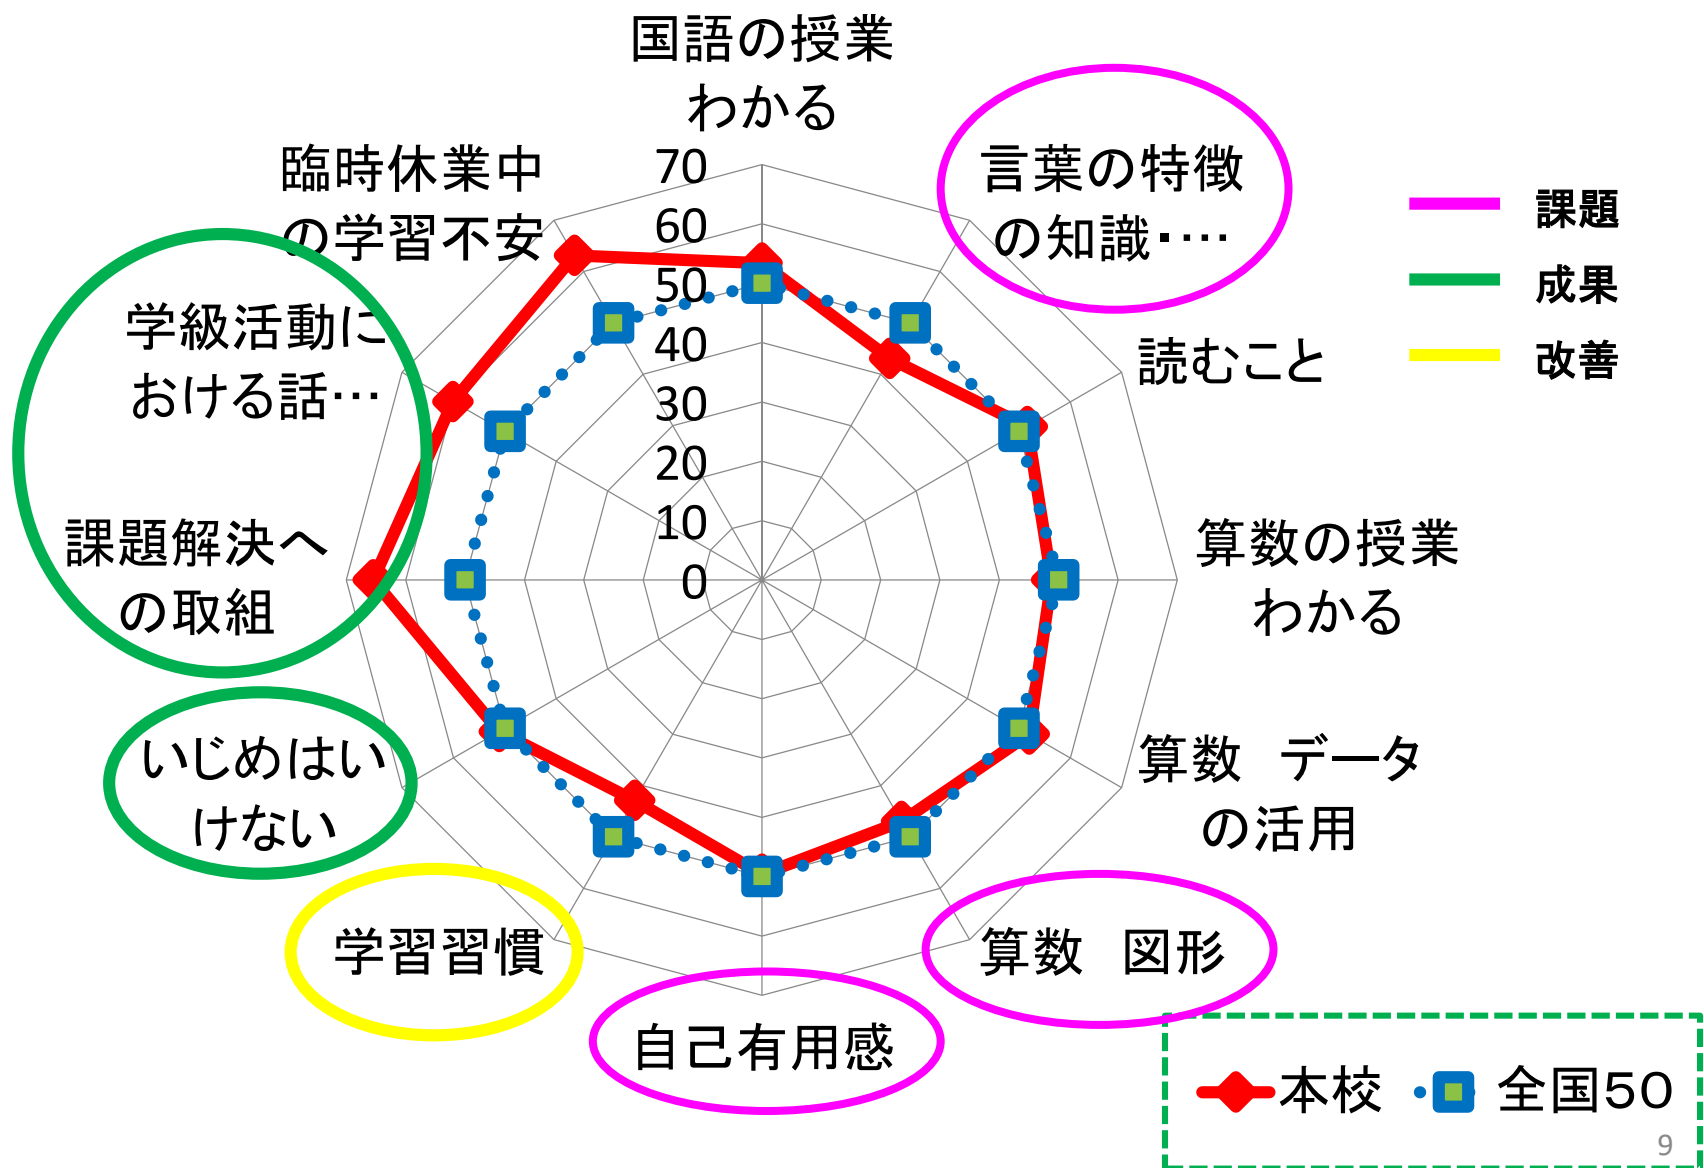 国語の授業
わかる
言葉の特徴
の知識・…
読むこと
算数の授業
わかる
算数　データ
の活用
算数　図形
自己有用感
学習習慣
いじめはい
けない
課題解決へ
の取組
学級活動に
おける話…
臨時休業中
の学習不安
70
60
50
40
30
20
10
0
課題
成果
改善
本校
全国５０
9